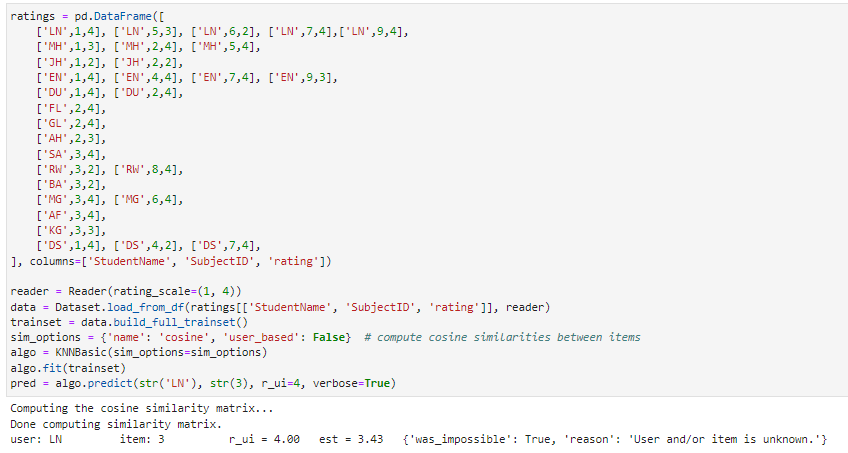 ratings = pd.DataFrame([
['LN',1,4], ['LN',5,3], ['LN',6,2], ['LN',7,4],['LN',9,4],
['MH',1,3], ['MH',2,4], ['MH',5,4],
['JH',1,2], ['JH',2,2],
['EN',1,4], ['EN',4,4], ['EN',7,4], ['EN',9,3],
['DU',1,4], ['DU',2,4],
['FL',2,4],
['GL',2,4],
['AH',2,3],
['SA',3,4],
['RW',3,2], ['RW',8,4],
['BA',3,2],
['MG',3,4], ['MG',6,4],
['AF',3,4],
['KG',3,3],
['DS',1,4], ['DS',4,2], ['DS',7,4],
], columns=['StudentName', 'SubjectID', 'rating'])
reader = Reader(rating_scale=(1, 4))
data = Dataset.load_from_df(ratings[['StudentName', 'SubjectID', 'rating']], reader)
trainset = data.build_full_trainset()
sim_options = {'name': 'cosine', 'user_based': False}  # compute cosine similarities between items
algo = KNNBasic(sim_options=sim_options)
algo.fit(trainset)
pred = algo.predict(str('LN'), str(3), r_ui=4, verbose=True)
Computing the cosine similarity matrix...
Done computing similarity matrix.
user: LN         item: 3          r_ui = 4.00   est = 3.43   {'was_impossible': True, 'reason': 'User and/or item is unknown.'}